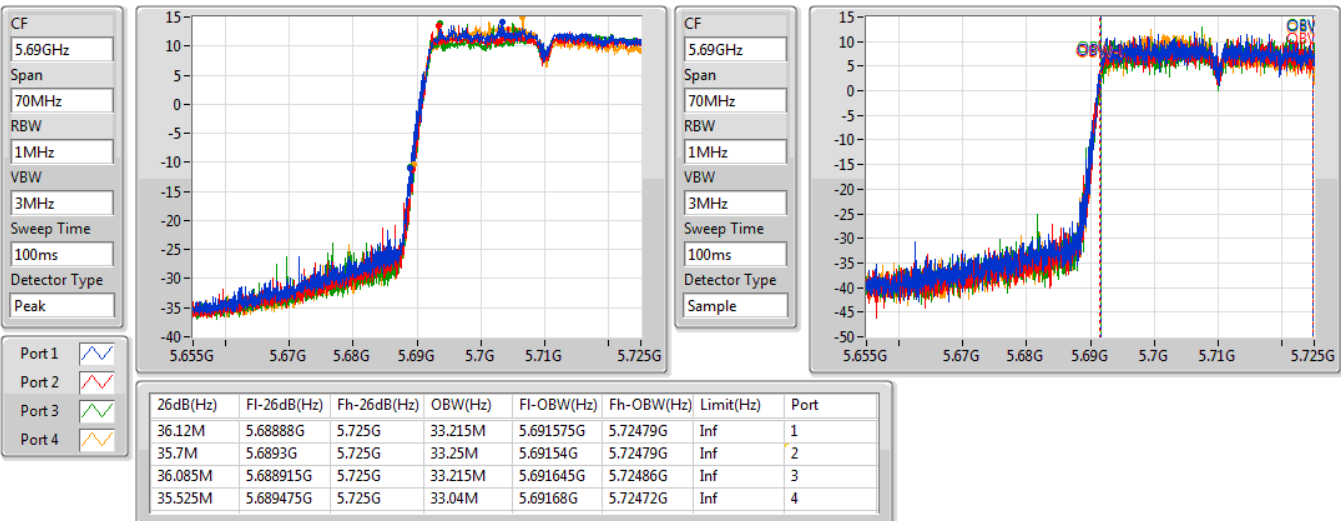 CF
5.69GHz
Span
70MHz
RBW
1MHz
VBW
3MHz
Sweep Time
100ms
Detector Type
Peak
Port 1
Port 2
Port 3
Port 4
15
10
5
0
-5
-10
-15
-20
-25
-30
-35
-40
5.655G 5.67G 5.68G 5.69G 5.7G 5.71G 5.725G
CF
5.69GHz
Span
70MHz
RBW
1MHz
VBW
3MHz
Sweep Time
100ms
Detector Type
Sample
15
10
5
0
-5
-10
-15
-20
-25
-30
-35
-40
-45
-50
5.655G 5.67G 5.68G 5.69G 5.7G 5.71G 5.725G
26dB(Hz) Fl-26dB(Hz) Fh-26dB(Hz) OBW(Hz) Fl-OBW(Hz) Fh-OBW(Hz) Limit(Hz) Port
36.12M 5.68888G 5.725G 33.215M 5.691575G 5.72479G Inf 1
35.7M 5.6893G 5.725G 33.25M 5.69154G 5.72479G Inf 2
36.085M 5.688915G 5.725G 33.215M 5.691645G 5.72486G Inf 3
35.525M 5.689475G 5.725G 33.04M 5.69168G 5.72472G Inf 4